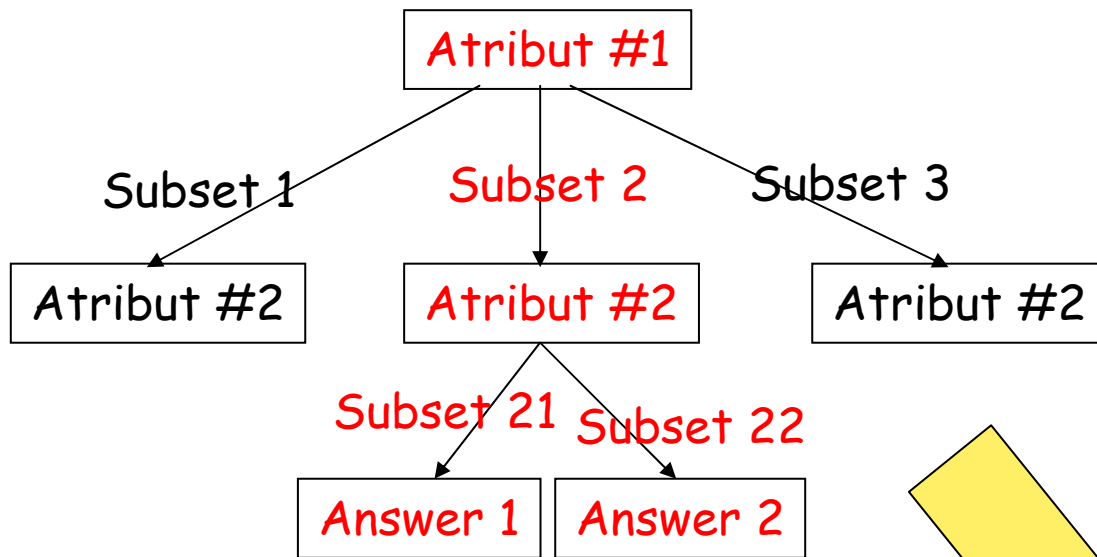 Atribut #1
Subset 1
Subset 2
Subset 3
Atribut #2
Atribut #2
Atribut #2
Subset 21
Subset 22
Answer 1
Answer 2